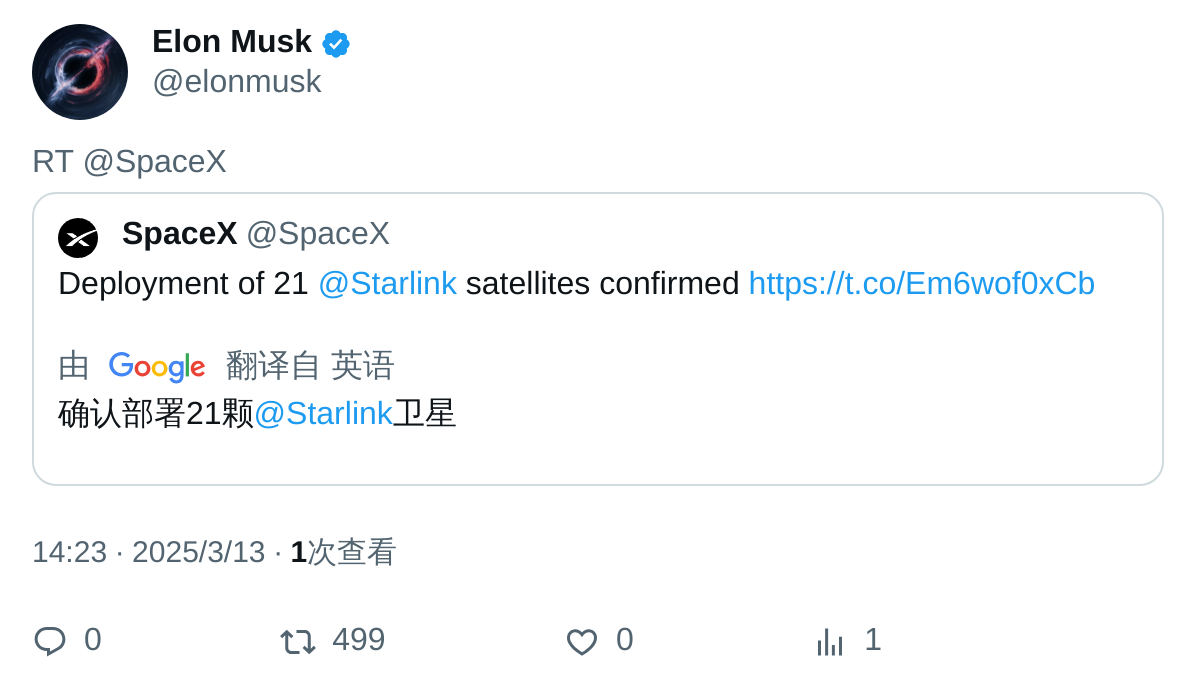 Elon Musk
@elonmusk
RT @SpaceX
SpaceX @SpaceX
Deployment of 21 @Starlink satellites confirmed https://t.co/Em6wof0xCb
由 Google 翻译自 英语
确认部署21颗@Starlink卫星
14:23 · 2025/3/13 · 1次查看
0 499 0 1